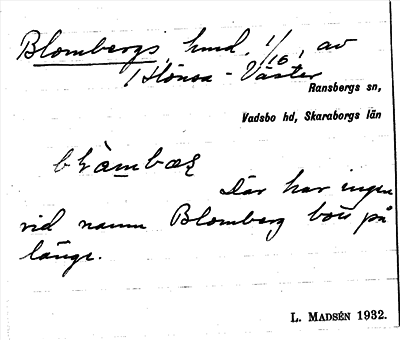 Blombergs, hmd, 1/16, av
1 Hönsa - Väster
Ransbergs sn,
Vadsbo hd, Skaraborgs län
Där har ingen
vid namn Blomberg bott på
länge.
L. MADSÉN 1932.